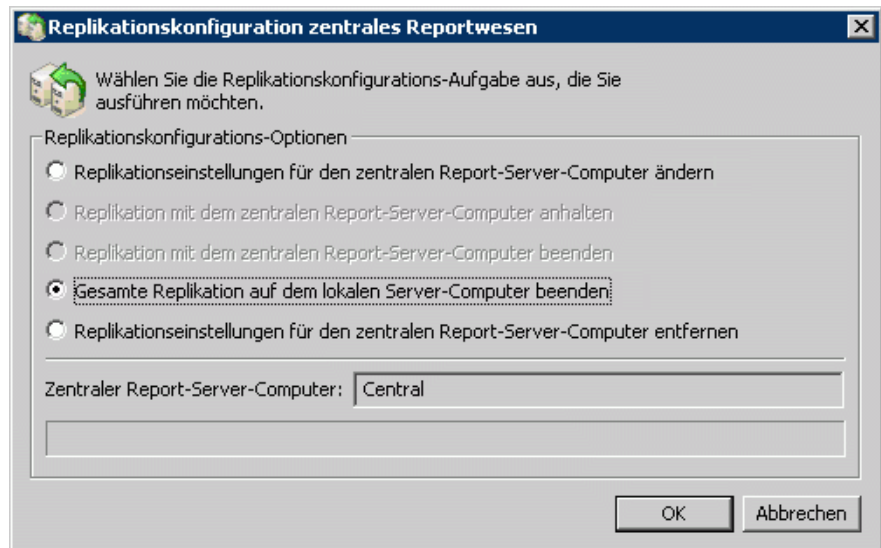 Replikationskonfiguration zentrales Reportwesen
Wählen Sie die Replikationskonfigurations-Aufgabe aus, die Sie
ausführen möchten.
Replikationskonfigurations-Optionen
Replikationseinstellungen für den zentralen Report-Server-Computer ändern
Replikation mit dem zentralen Report-Server-Computer anhalten
Replikation mit dem zentralen Report-Server-Computer beenden
Gesamte Replikation auf dem lokalen Server-Computer beenden
Replikationseinstellungen für den zentralen Report-Server-Computer entfernen
Zentraler Report-Server-Computer: Central
OK Abbrechen